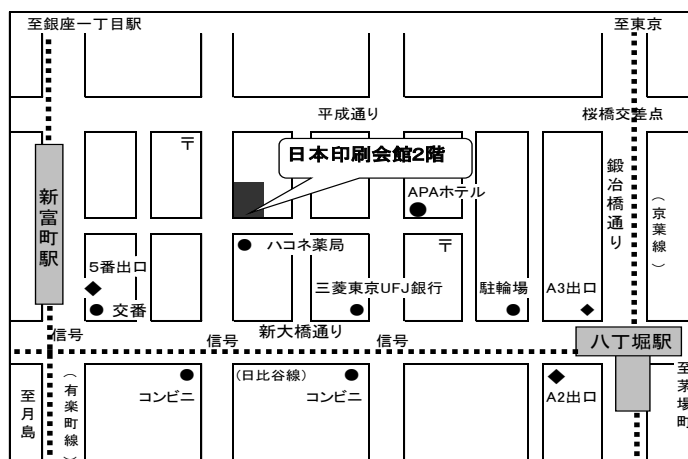 至銀座一丁目駅
至東京
平成通り
桜橋交差点
〒
日本印刷会館2階
APAホテル
鍛冶橋通り
（京葉線）
新富町駅
ハコネ薬局
〒
5番出口
交番
三菱東京UFJ銀行
駐輪場
A3出口
新大橋通り
信号
信号
信号
八丁堀駅
至茅場町
至月島
（有楽町線）
コンビニ
（日比谷線）
コンビニ
A2出口